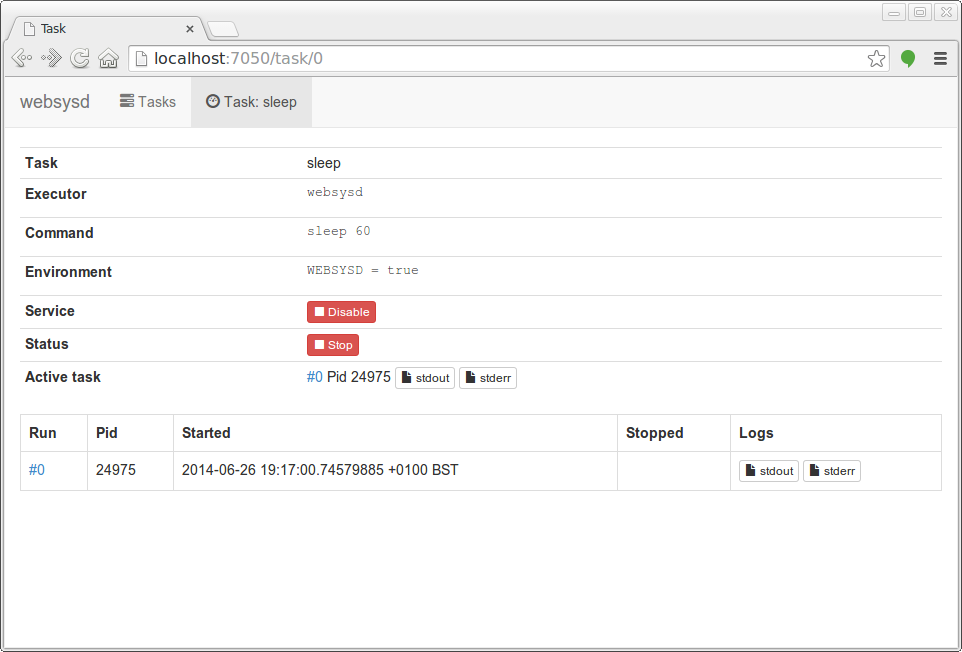 Task
localhost:7050/task/0
websysd Tasks Task: sleep
Task sleep
Executor websysd
Command sleep 60
Environment WEBSYSD = true
Service Disable
Status Stop
Active task #0 Pid 24975 stdout stderr
Run Pid Started Stopped Logs
#0 24975 2014-06-26 19:17:00.74579885 +0100 BST stdout stderr